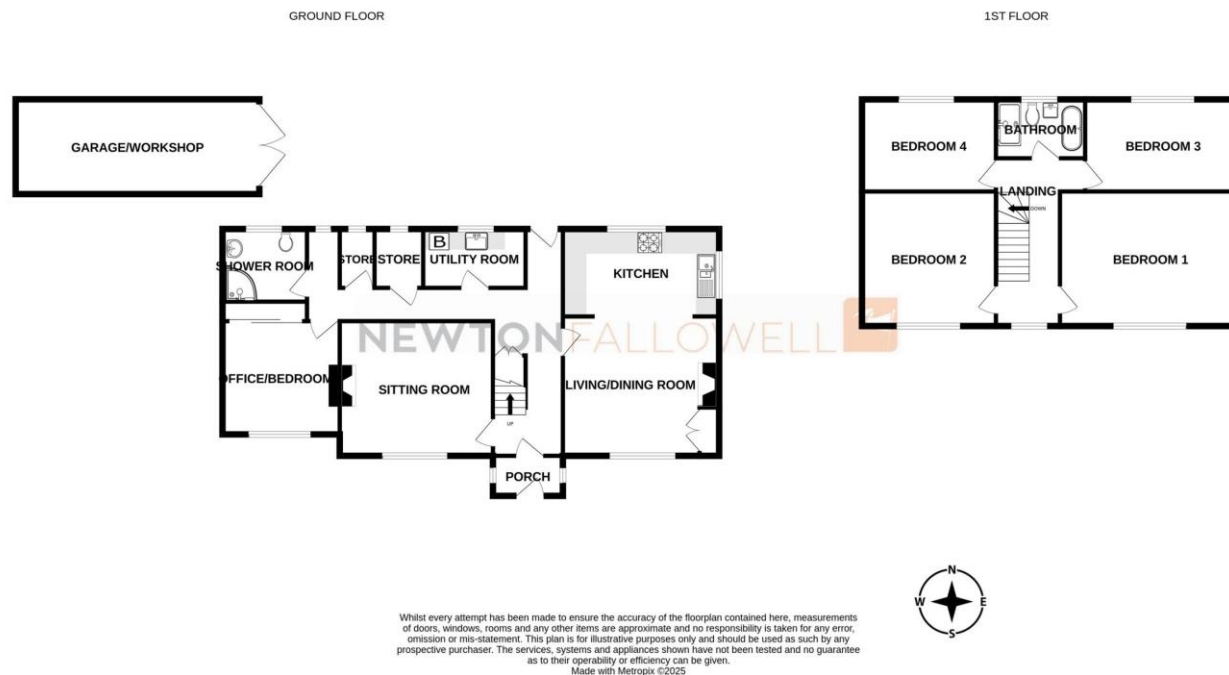 GROUND FLOOR
1ST FLOOR
GARAGE/WORKSHOP
BATHROOM
BEDROOM 4
BEDROOM 3
LANDING
DOWN
BEDROOM 2
BEDROOM 1
B
SHOWER ROOM
STORE
STORE
UTILITY ROOM
KITCHEN
NEWTONFALLOWELL
OFFICE/BEDROOM
SITTING ROOM
LIVING/DINING ROOM
UP
PORCH
N
W E
S
Whilst every attempt has been made to ensure the accuracy of the floorplan contained here, measurements
of doors, windows, rooms and any other items are approximate and no responsibility is taken for any error,
omission or mis-statement. This plan is for illustrative purposes only and should be used as such by any
prospective purchaser. The services, systems and appliances shown have not been tested and no guarantee
as to their operability or efficiency can be given.
Made with Metropix ©2025